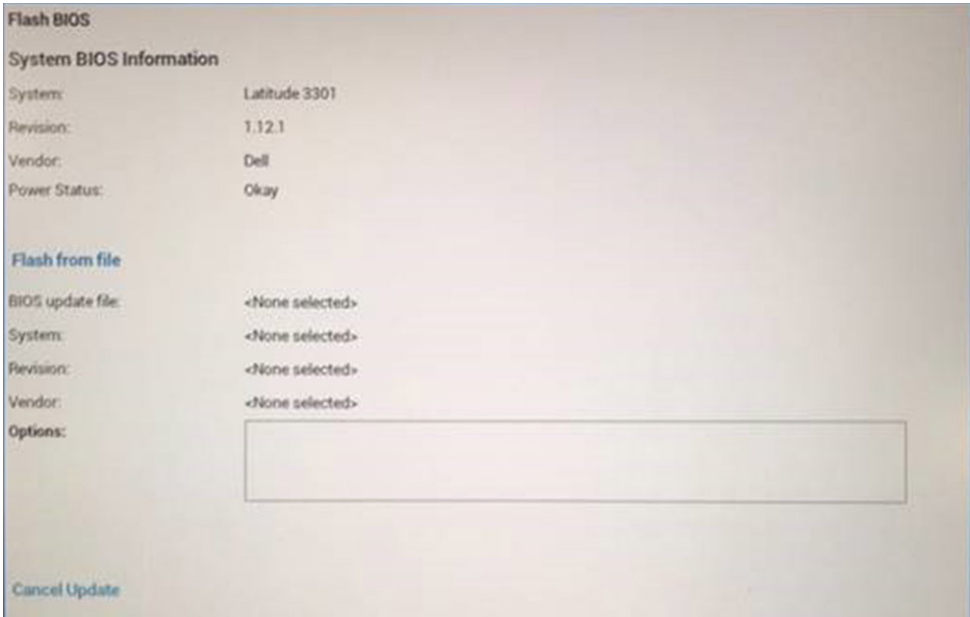 Flash BIOS
System BIOS Information
System: Latitude 3301
Revision: 1.12.1
Vendor: Dell
Power Status: Okay
Flash from file
BIOS update file: <None selected>
System: <None selected>
Revision: <None selected>
Vendor: <None selected>
Options:
Cancel Update